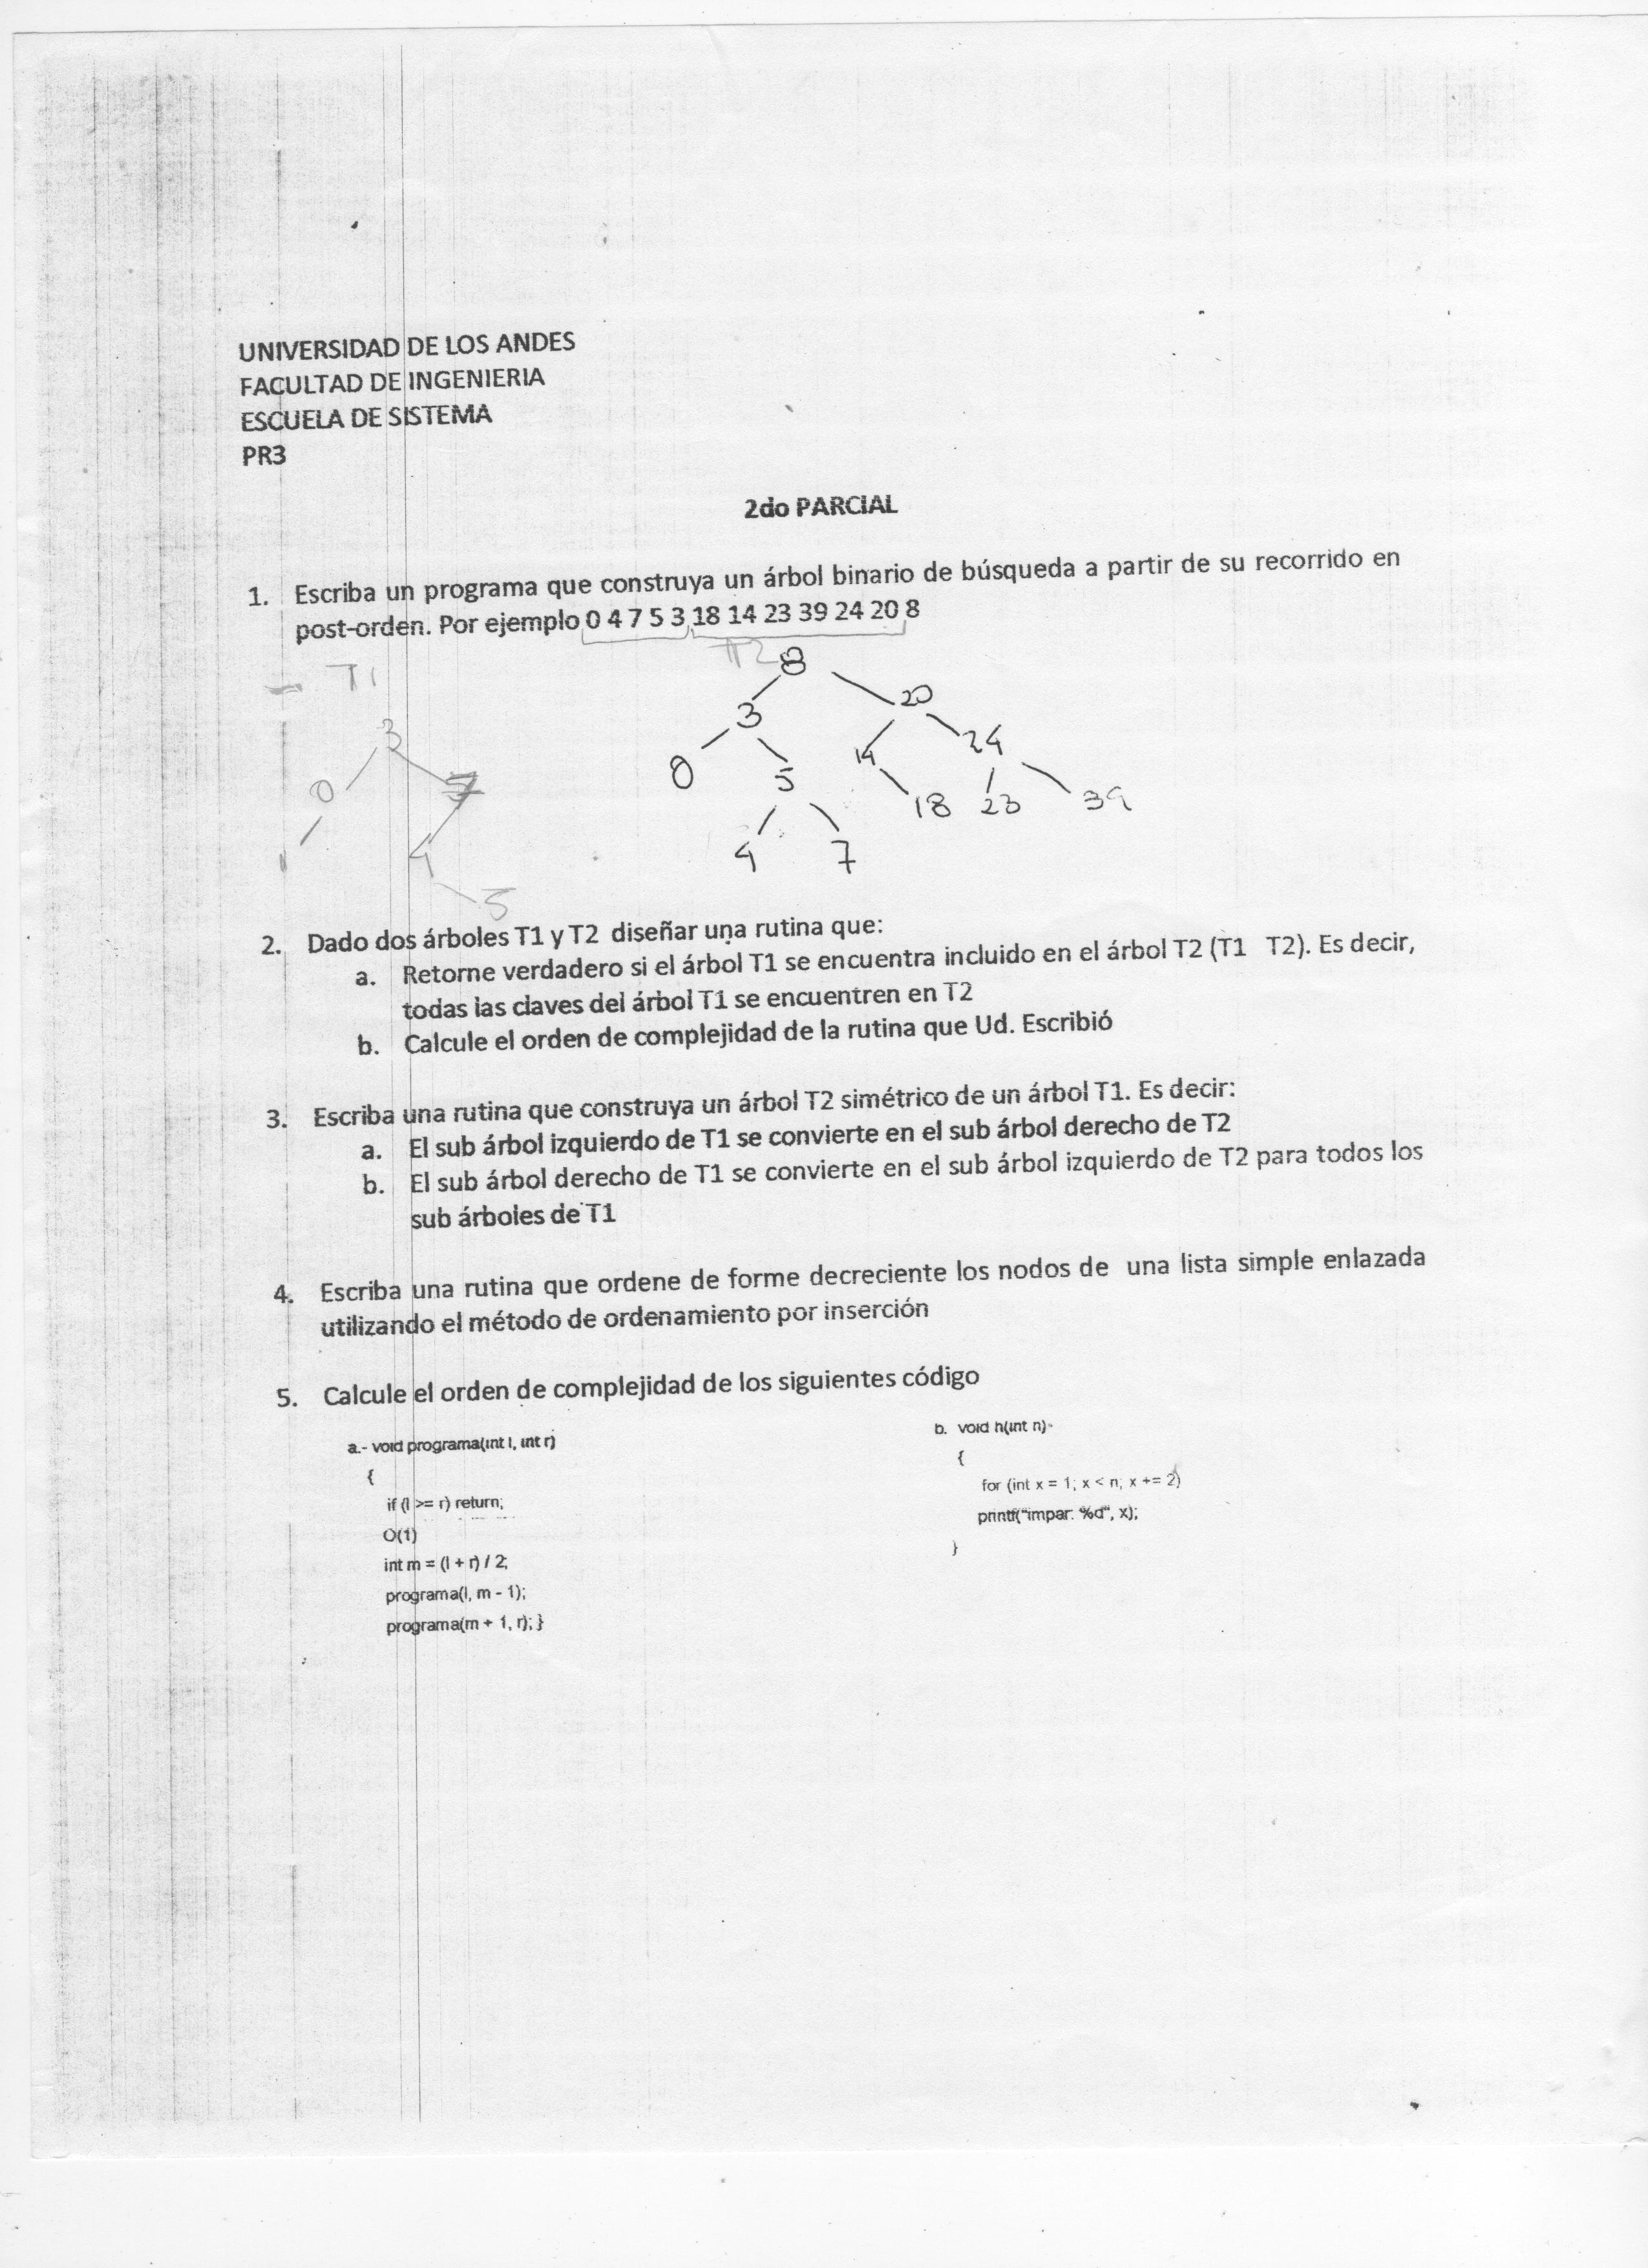 UNIVERSIDAD DE LOS ANDES
FACULTAD DE INGENIERIA
ESCUELA DE SISTEMA
PR3
2do PARCIAL
1. Escriba un programa que construya un árbol binario de búsqueda a partir de su recorrido en
post-orden. Por ejemplo 0 4 7 5 3 18 14 23 39 24 20 8
T1
T2
8
3 20
0 5 14 24
4 7 18 23 39
3
0
4
5
2. Dado dos árboles T1 y T2 diseñar una rutina que:
a. Retorne verdadero si el árbol T1 se encuentra incluido en el árbol T2 (T1 T2). Es decir,
todas las claves del árbol T1 se encuentren en T2
b. Calcule el orden de complejidad de la rutina que Ud. Escribió
3. Escriba una rutina que construya un árbol T2 simétrico de un árbol T1. Es decir:
a. El sub árbol izquierdo de T1 se convierte en el sub árbol derecho de T2
b. El sub árbol derecho de T1 se convierte en el sub árbol izquierdo de T2 para todos los
sub árboles de T1
4. Escriba una rutina que ordene de forme decreciente los nodos de una lista simple enlazada
utilizando el método de ordenamiento por inserción
5. Calcule el orden de complejidad de los siguientes código
a.- void programa(int l, int r)
{
if (l >= r) return;
O(1)
int m = (l + r) / 2;
programa(l, m - 1);
programa(m + 1, r); }
b. void h(int n)
{
for (int x = 1; x < n; x += 2)
printf("impar: %d", x);
}